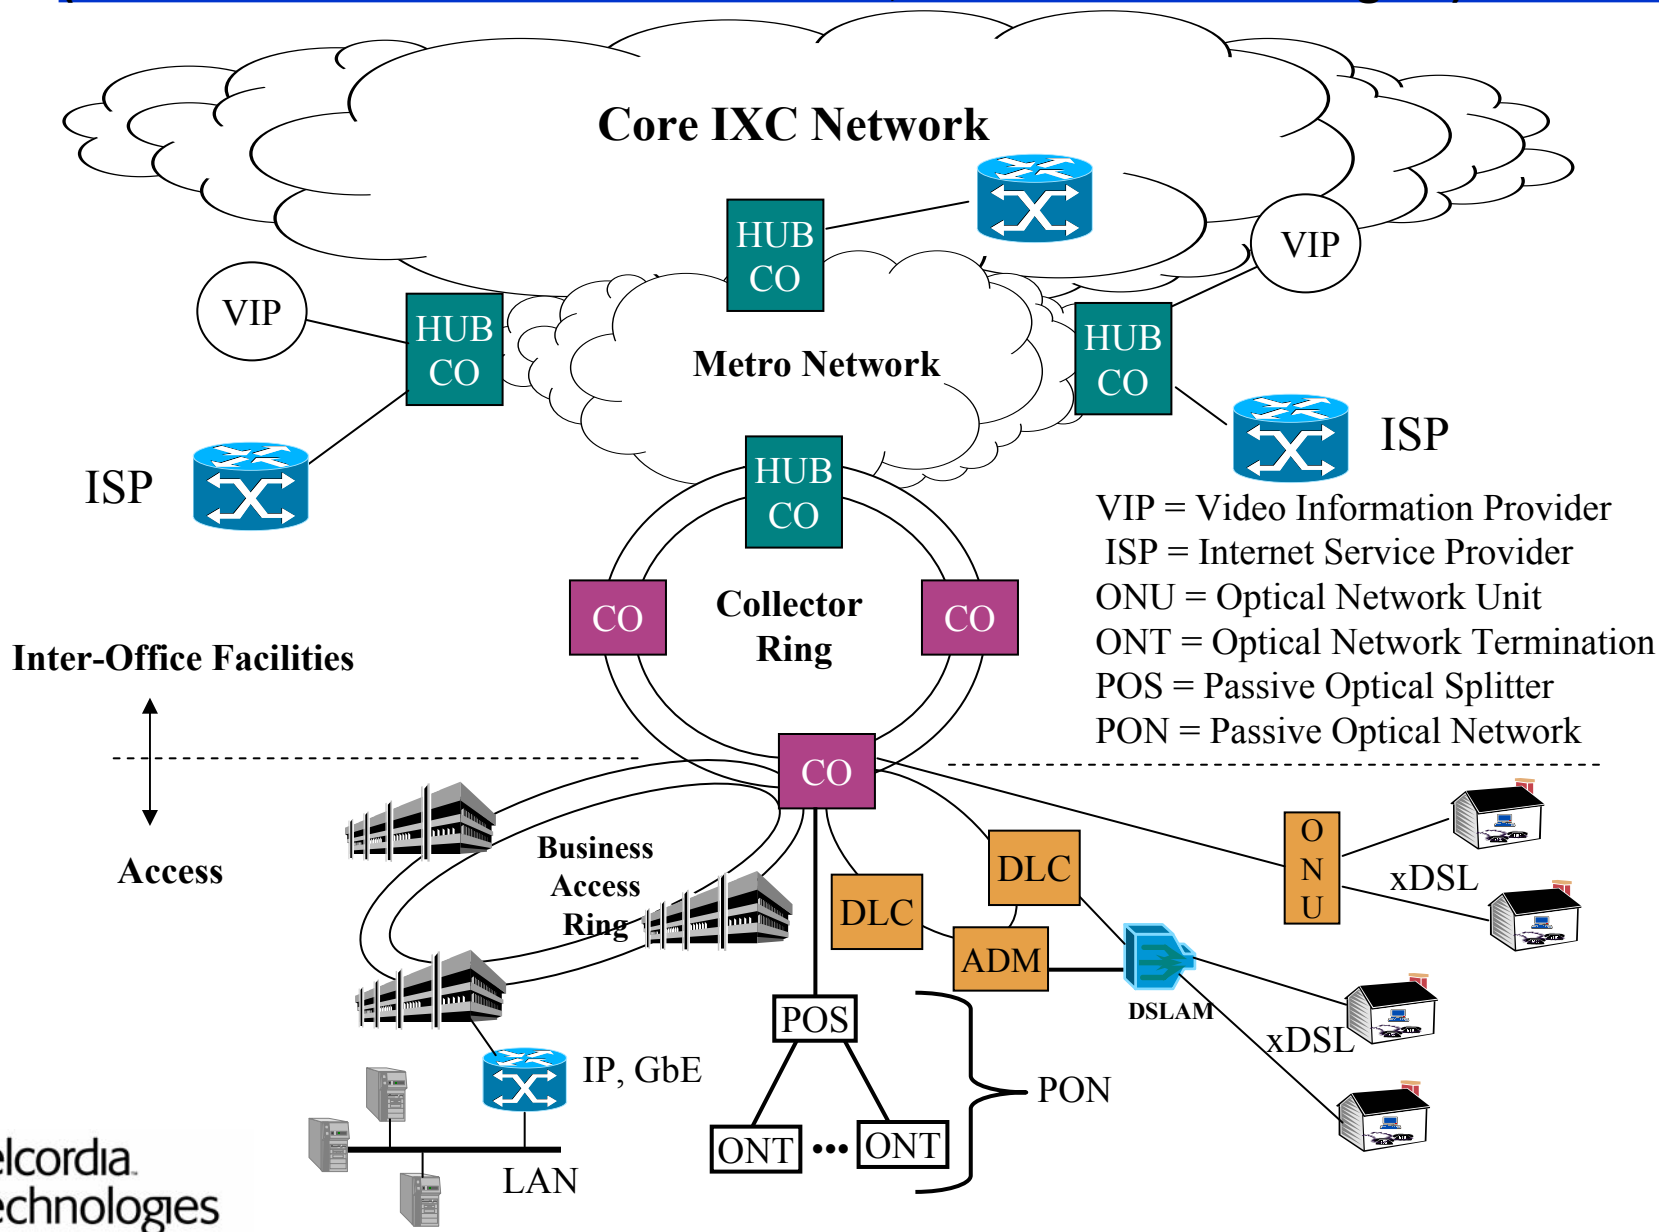 Core IXC Network
HUB
CO
VIP
VIP
HUB
CO
HUB
CO
Metro Network
ISP
ISP
HUB
CO
VIP = Video Information Provider
ISP = Internet Service Provider
ONU = Optical Network Unit
ONT = Optical Network Termination
POS = Passive Optical Splitter
PON = Passive Optical Network
CO
Collector
Ring
CO
Inter-Office Facilities
CO
Access
Business
Access
Ring
DLC
DLC
ADM
DSLAM
O
N
U
xDSL
xDSL
POS
IP, GbE
PON
ONT
•••
ONT
LAN
elcordia
echnologies